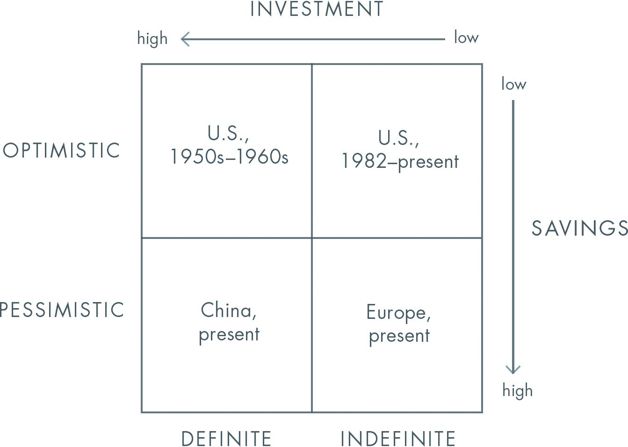 INVESTMENT
high low
low
OPTIMISTIC
U.S.,
1950s–1960s
U.S.,
1982–present
SAVINGS
PESSIMISTIC
China,
present
Europe,
present
high
DEFINITE INDEFINITE